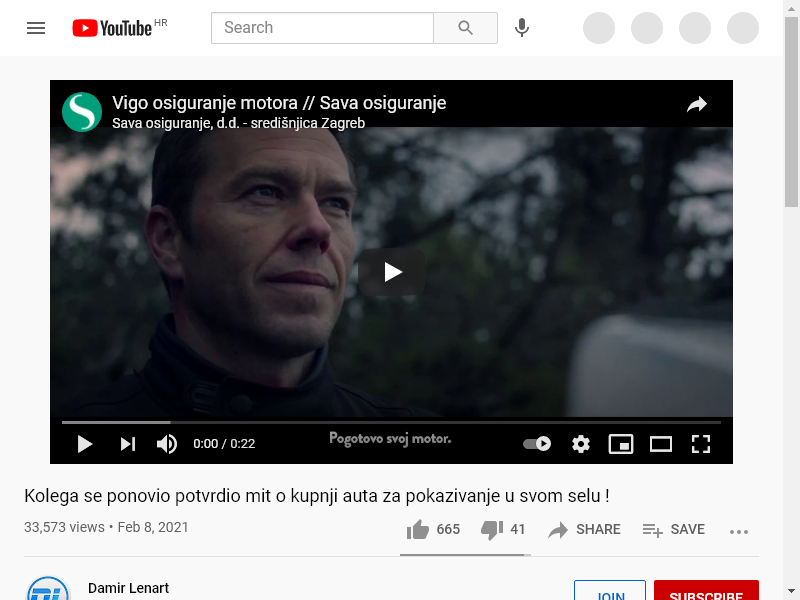 YouTube HR
Search
Vigo osiguranje motora // Sava osiguranje
Sava osiguranje, d.d. - središnjica Zagreb
0:00 / 0:22
Pogotovo svoj motor.
Kolega se ponovio potvrdio mit o kupnji auta za pokazivanje u svom selu !
33,573 views • Feb 8, 2021
665
41
SHARE
SAVE
Damir Lenart
JOIN
SUBSCRIBE